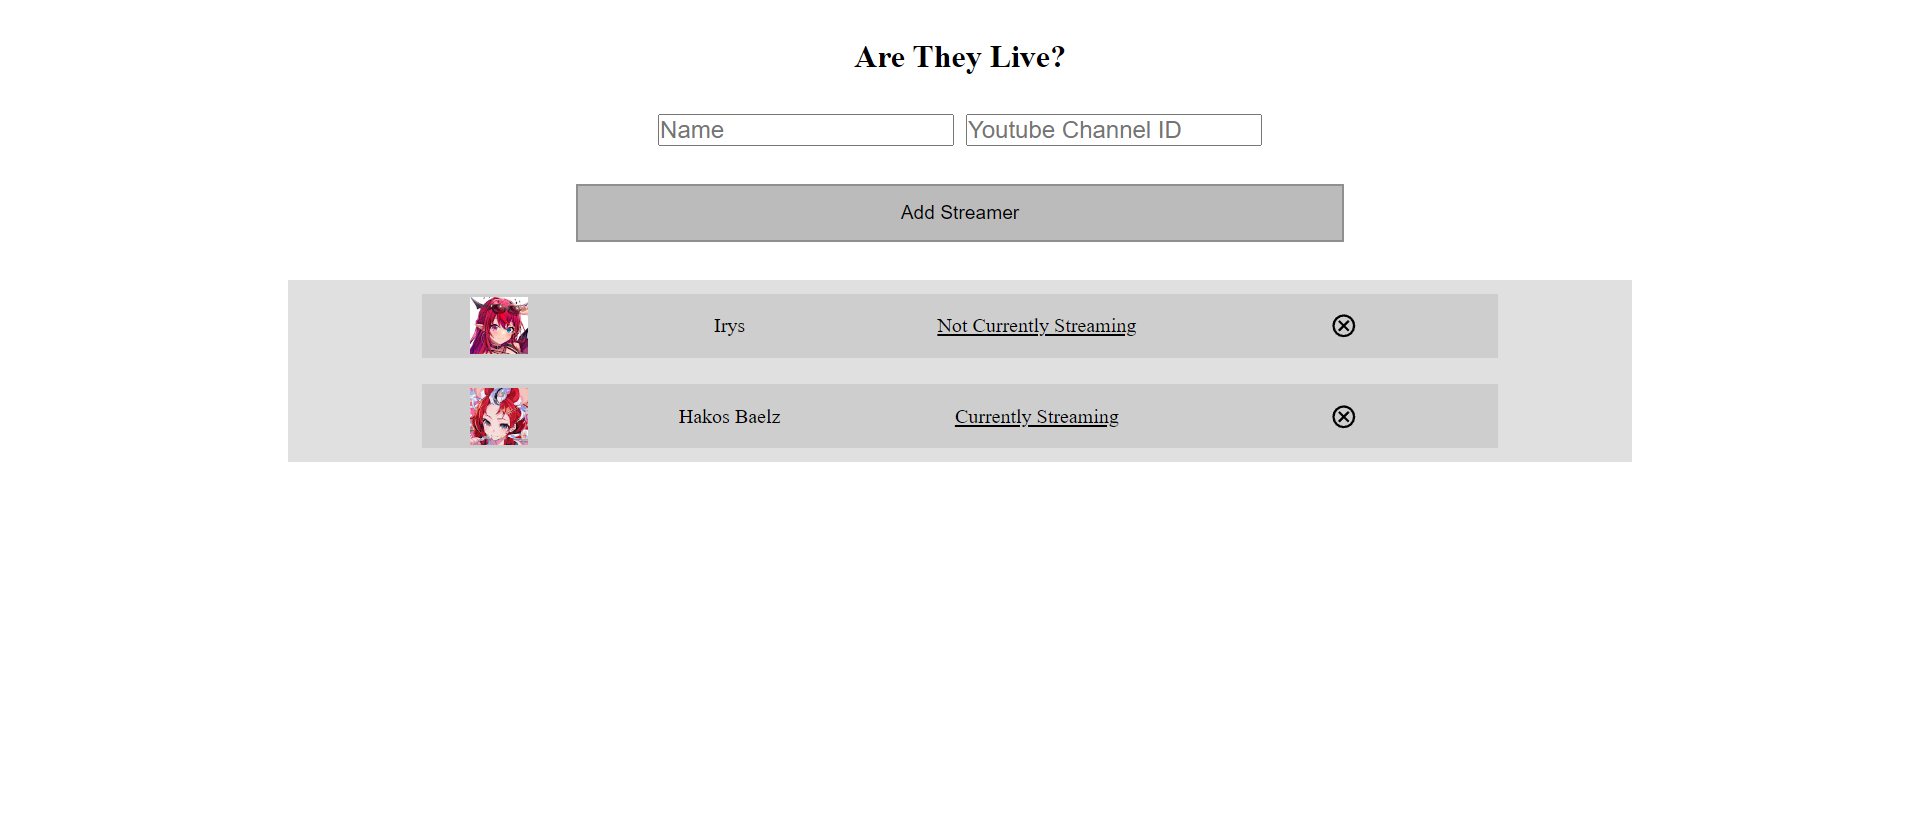 Are They Live?
Name Youtube Channel ID
Add Streamer
Irys Not Currently Streaming
Hakos Baelz Currently Streaming